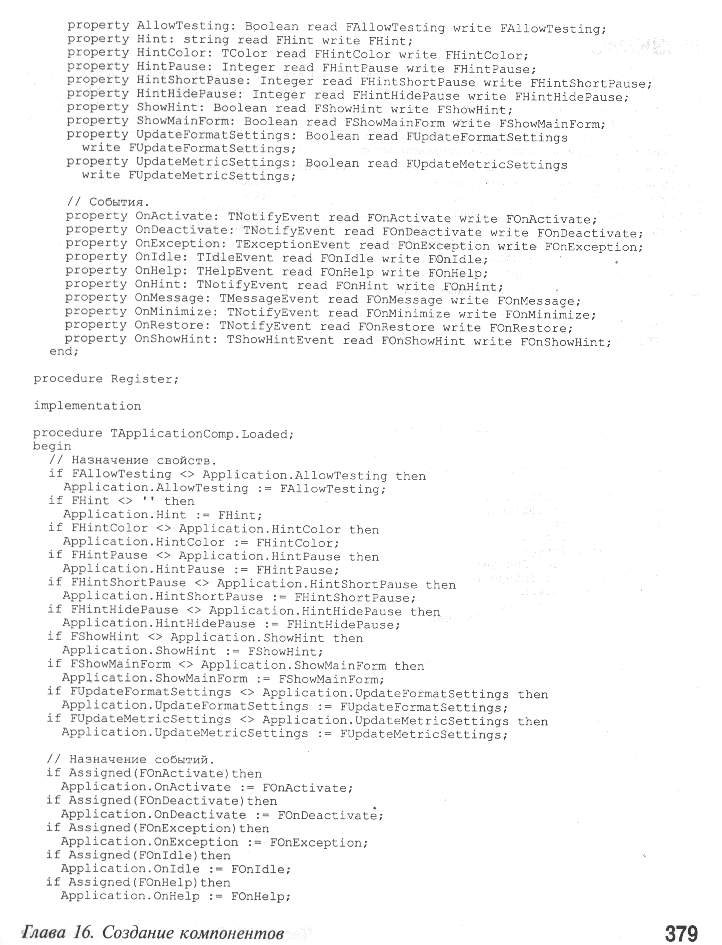 property AllowTesting: Boolean read FAllowTesting write FAllowTesting;
property Hint: string read FHint write FHint;
property HintColor: TColor read FHintColor write FHintColor;
property HintPause: Integer read FHintPause write FHintPause;
property HintShortPause: Integer read FHintShortPause write FHintShortPause;
property HintHidePause: Integer read FHintHidePause write FHintHidePause;
property ShowHint: Boolean read FShowHint write FShowHint;
property ShowMainForm: Boolean read FShowMainForm write FShowMainForm;
property UpdateFormatSettings: Boolean read FUpdateFormatSettings
write FUpdateFormatSettings;
property UpdateMetricSettings: Boolean read FUpdateMetricSettings
write FUpdateMetricSettings;
// События.
property OnActivate: TNotifyEvent read FOnActivate write FOnActivate;
property OnDeactivate: TNotifyEvent read FOnDeactivate write FOnDeactivate;
property OnException: TExceptionEvent read FOnException write FOnException;
property OnIdle: TIdleEvent read FOnIdle write FOnIdle;
property OnHelp: THelpEvent read FOnHelp write FOnHelp;
property OnHint: TNotifyEvent read FOnHint write FOnHint;
property OnMessage: TMessageEvent read FOnMessage write FOnMessage;
property OnMinimize: TNotifyEvent read FOnMinimize write FOnMinimize;
property OnRestore: TNotifyEvent read FOnRestore write FOnRestore;
property OnShowHint: TShowHintEvent read FOnShowHint write FOnShowHint;
end;
procedure Register;
implementation
procedure TApplicationComp.Loaded;
begin
// Назначение свойств.
if FAllowTesting <> Application.AllowTesting then
Application.AllowTesting := FAllowTesting;
if FHint <> '' then
Application.Hint := FHint;
if FHintColor <> Application.HintColor then
Application.HintColor := FHintColor;
if FHintPause <> Application.HintPause then
Application.HintPause := FHintPause;
if FHintShortPause <> Application.HintShortPause then
Application.HintShortPause := FHintShortPause;
if FHintHidePause <> Application.HintHidePause then
Application.HintHidePause := FHintHidePause;
if FShowHint <> Application.ShowHint then
Application.ShowHint := FShowHint;
if FShowMainForm <> Application.ShowMainForm then
Application.ShowMainForm := FShowMainForm;
if FUpdateFormatSettings <> Application.UpdateFormatSettings then
Application.UpdateFormatSettings := FUpdateFormatSettings;
if FUpdateMetricSettings <> Application.UpdateMetricSettings then
Application.UpdateMetricSettings := FUpdateMetricSettings;
// Назначение событий.
if Assigned(FOnActivate)then
Application.OnActivate := FOnActivate;
if Assigned(FOnDeactivate)then
Application.OnDeactivate := FOnDeactivate;
if Assigned(FOnException)then
Application.OnException := FOnException;
if Assigned(FOnIdle)then
Application.OnIdle := FOnIdle;
if Assigned(FOnHelp)then
Application.OnHelp := FOnHelp;
Глава 16. Создание компонентов 379